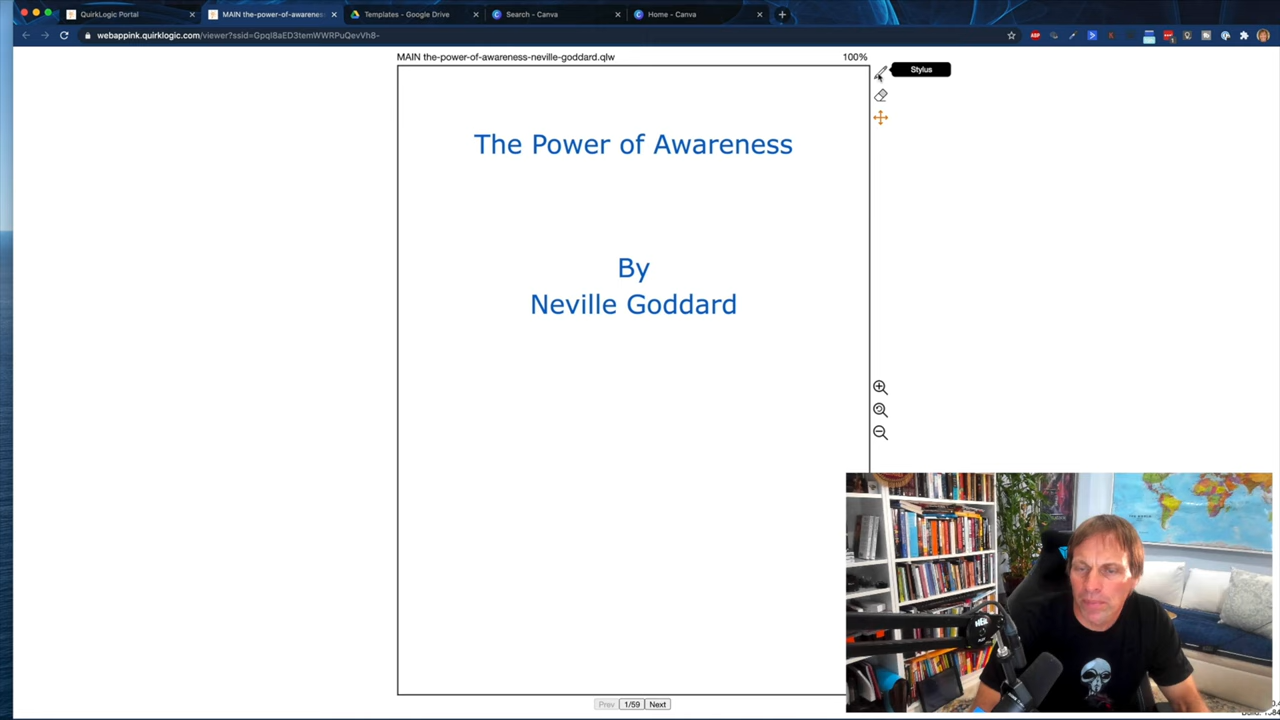 QuirkLogic Portal
MAIN the-power-of-awarenes
Templates - Google Drive
Search - Canva
Home - Canva
webappink.quirklogic.com/viewer?ssid=GpqI8aED3temWWRPuQevVh8-
MAIN the-power-of-awareness-neville-goddard.qlw
100%
Stylus
The Power of Awareness
By
Neville Goddard
Prev
1/59
Next